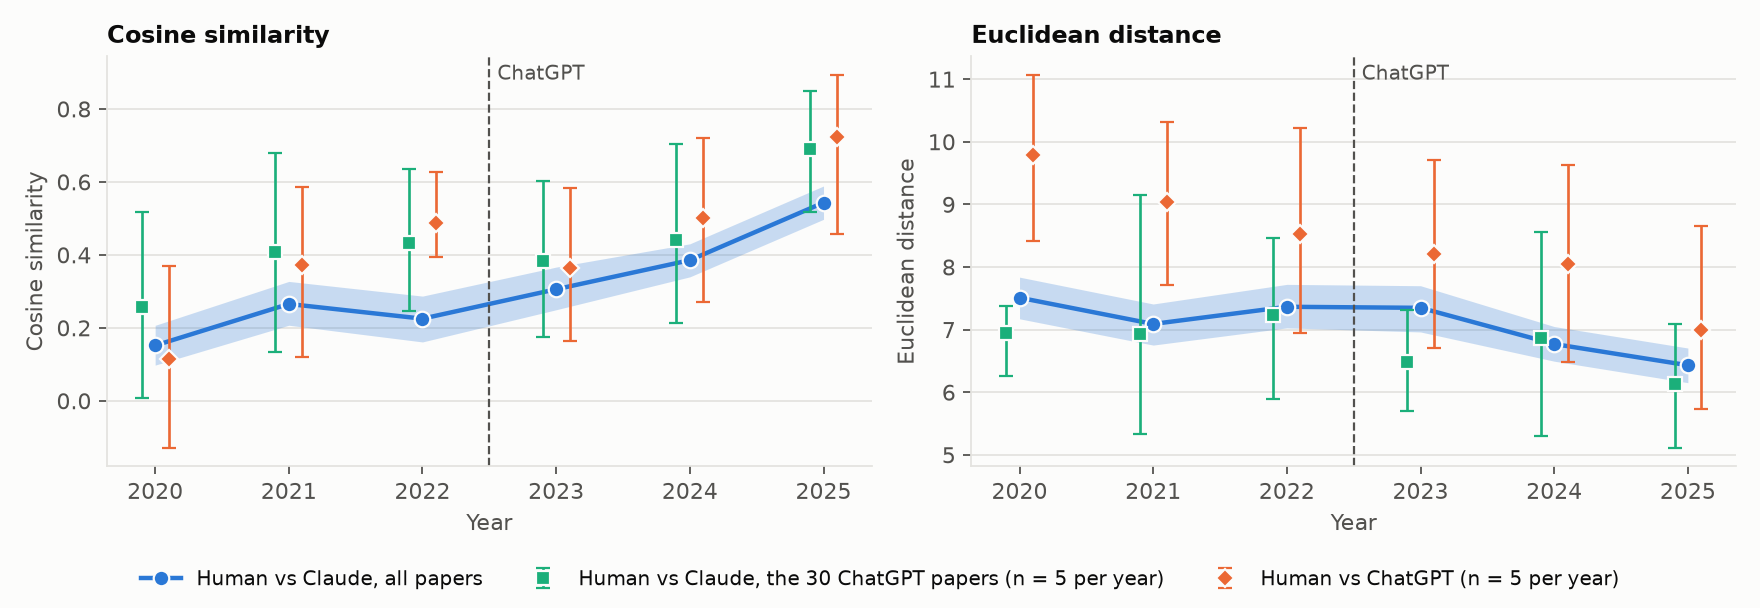 Cosine similarity
ChatGPT
0.8
0.6
0.4
0.2
0.0
Cosine similarity
2020 2021 2022 2023 2024 2025
Year
Euclidean distance
ChatGPT
11
10
9
8
7
6
5
Euclidean distance
2020 2021 2022 2023 2024 2025
Year
Human vs Claude, all papers
Human vs Claude, the 30 ChatGPT papers (n = 5 per year)
Human vs ChatGPT (n = 5 per year)